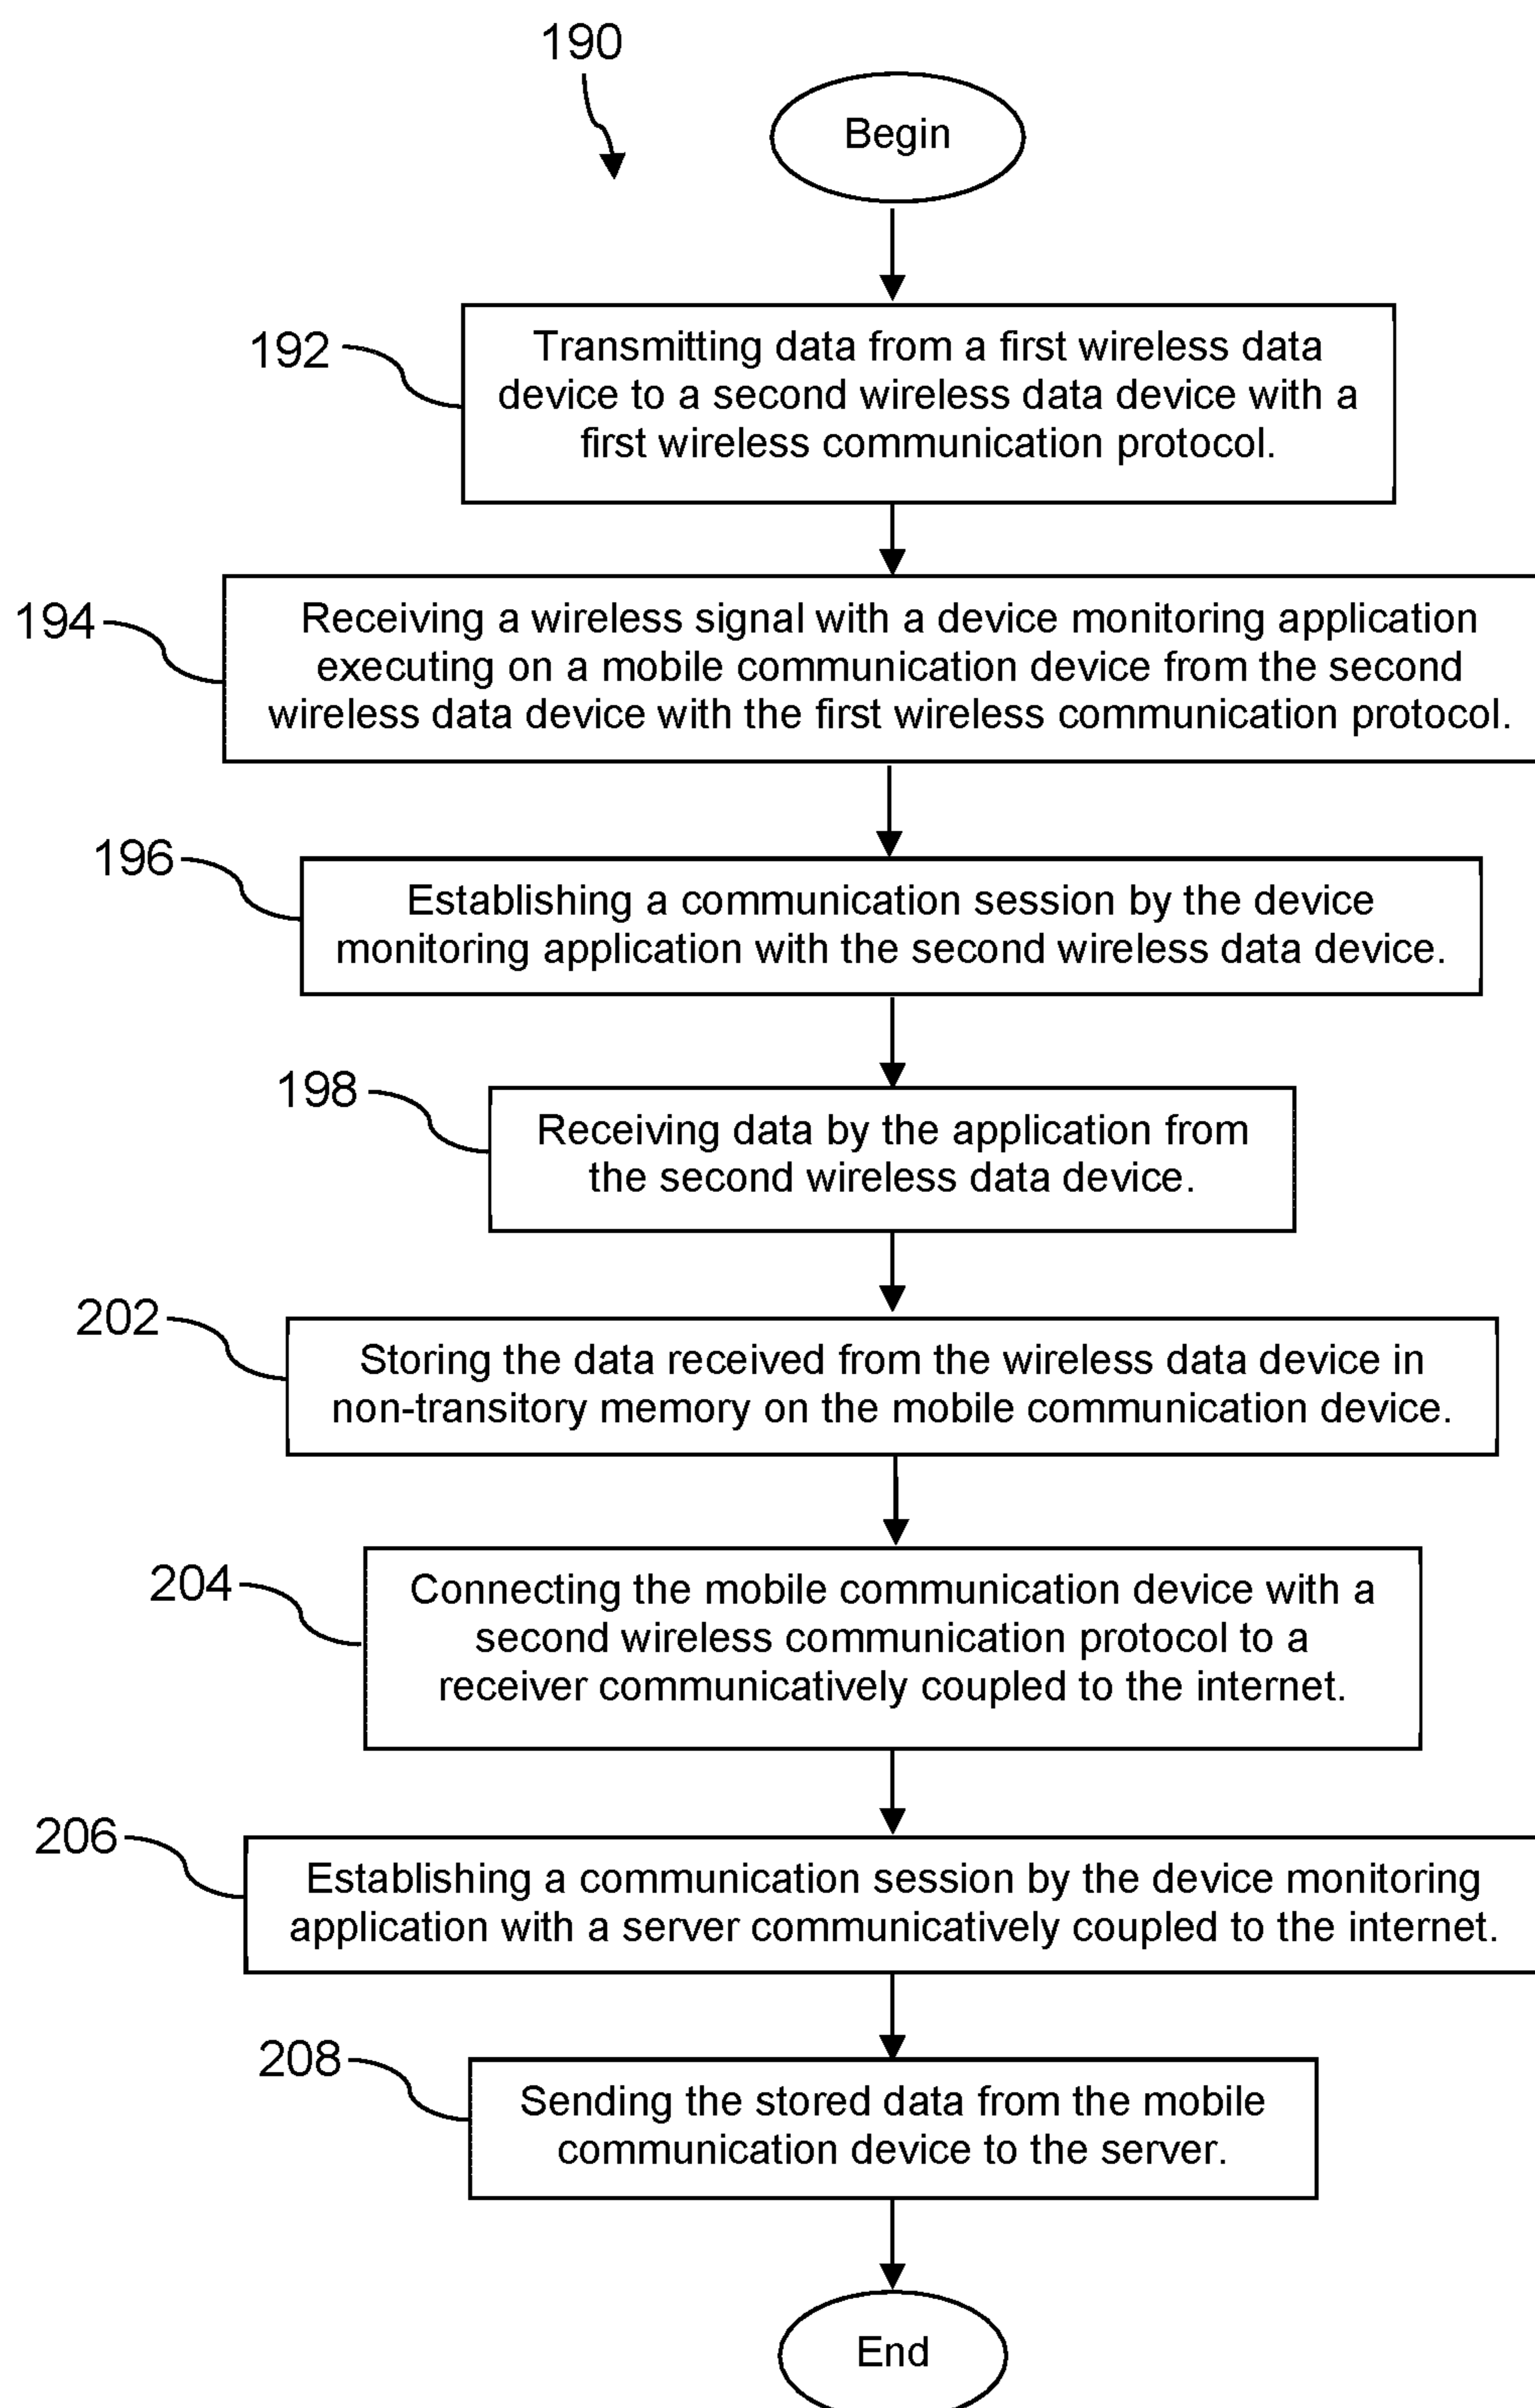 190
Begin
192
Transmitting data from a first wireless data
device to a second wireless data device with a
first wireless communication protocol.
194
Receiving a wireless signal with a device monitoring application
executing on a mobile communication device from the second
wireless data device with the first wireless communication protocol.
196
Establishing a communication session by the device
monitoring application with the second wireless data device.
198
Receiving data by the application from
the second wireless data device.
202
Storing the data received from the wireless data device in
non-transitory memory on the mobile communication device.
204
Connecting the mobile communication device with a
second wireless communication protocol to a
receiver communicatively coupled to the internet.
206
Establishing a communication session by the device monitoring
application with a server communicatively coupled to the internet.
208
Sending the stored data from the mobile
communication device to the server.
End